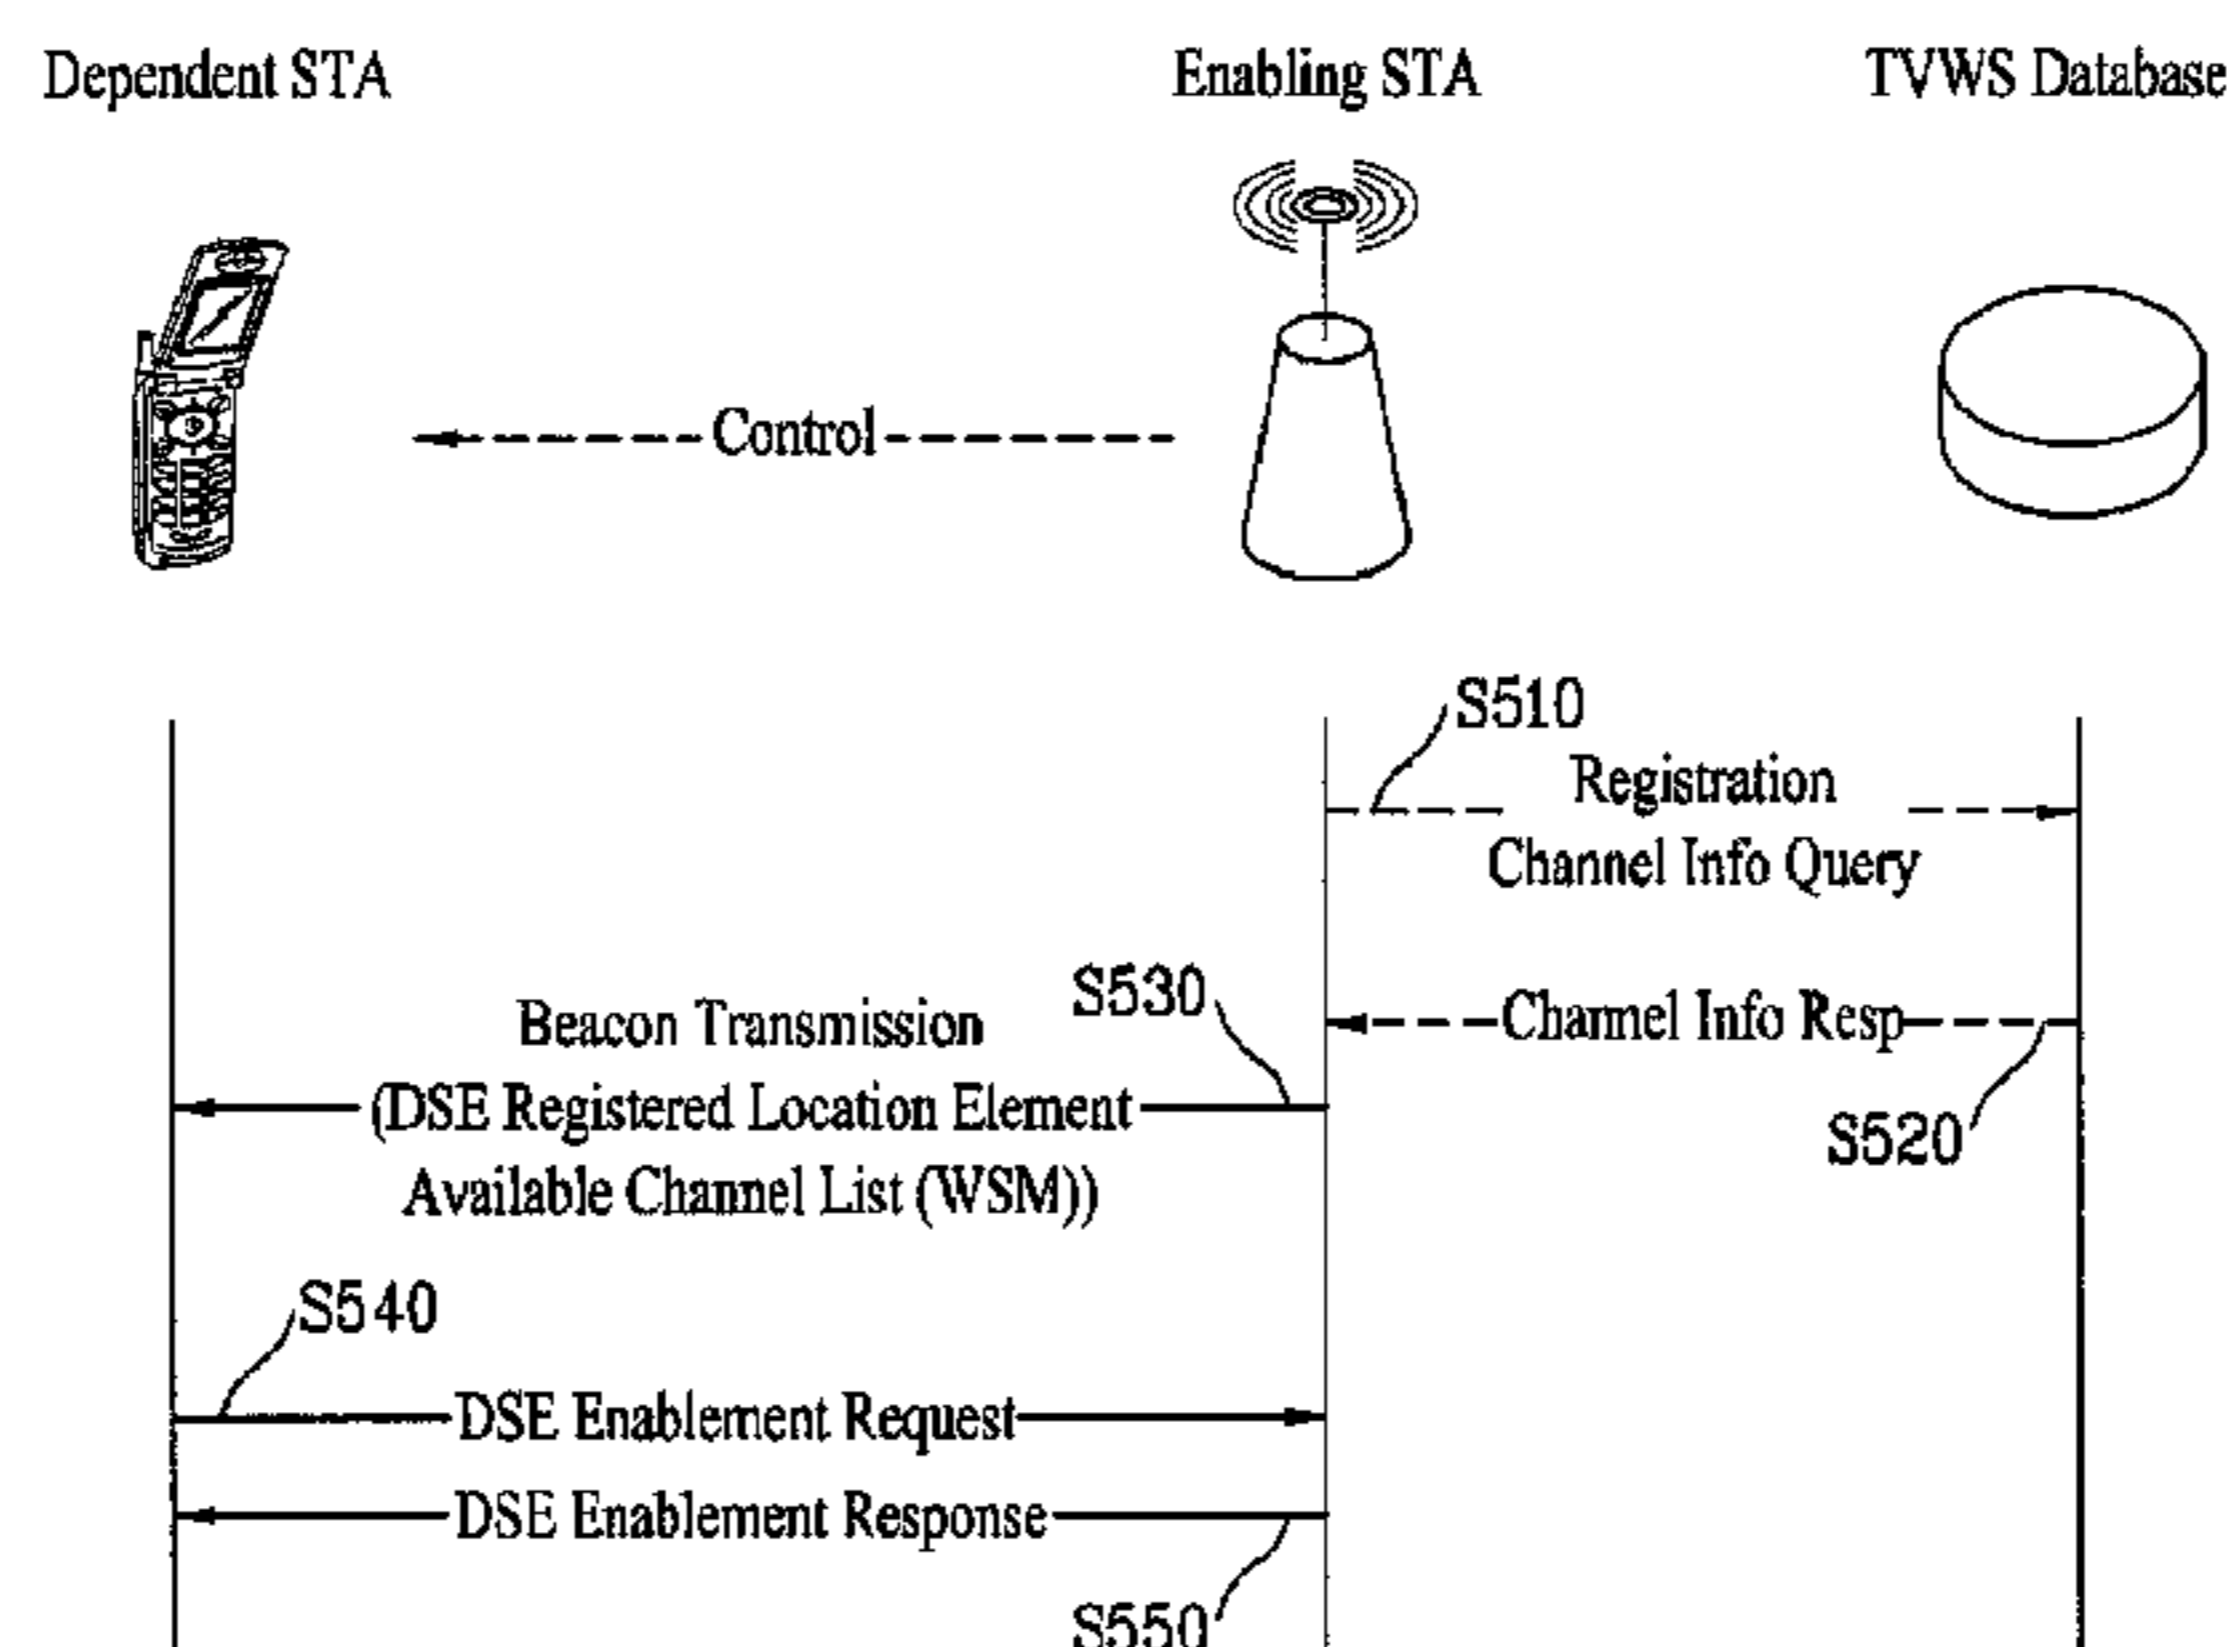 Dependent STA
Enabling STA
TVWS Database
Control
S510
Registration
Channel Info Query
S530
Channel Info Resp
Beacon Transmission
(DSE Registered Location Element
Available Channel List (WSM))
S520
S540
DSE Enablement Request
DSE Enablement Response
S550